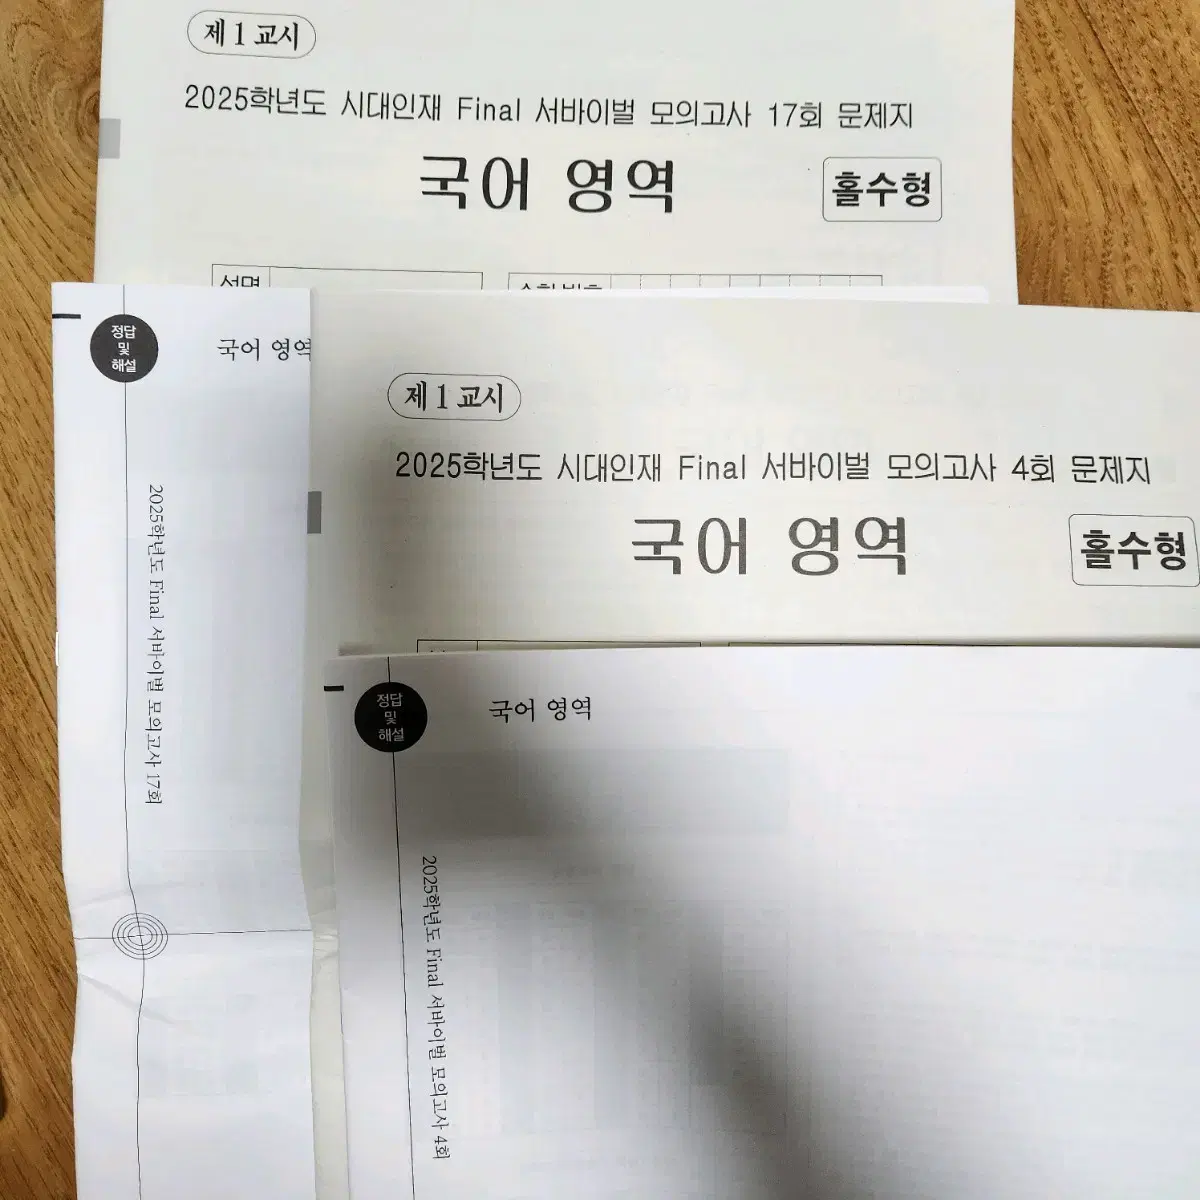 제 1 교시
2025학년도 시대인재 Final 서바이벌 모의고사 17회 문제지
국어 영역
홀수형
성명
수험 번호
정답
및
해설
국어 영역
2025학년도 Final 서바이벌 모의고사 17회
제 1 교시
2025학년도 시대인재 Final 서바이벌 모의고사 4회 문제지
국어 영역
홀수형
정답
및
해설
국어 영역
2025학년도 Final 서바이벌 모의고사 4회